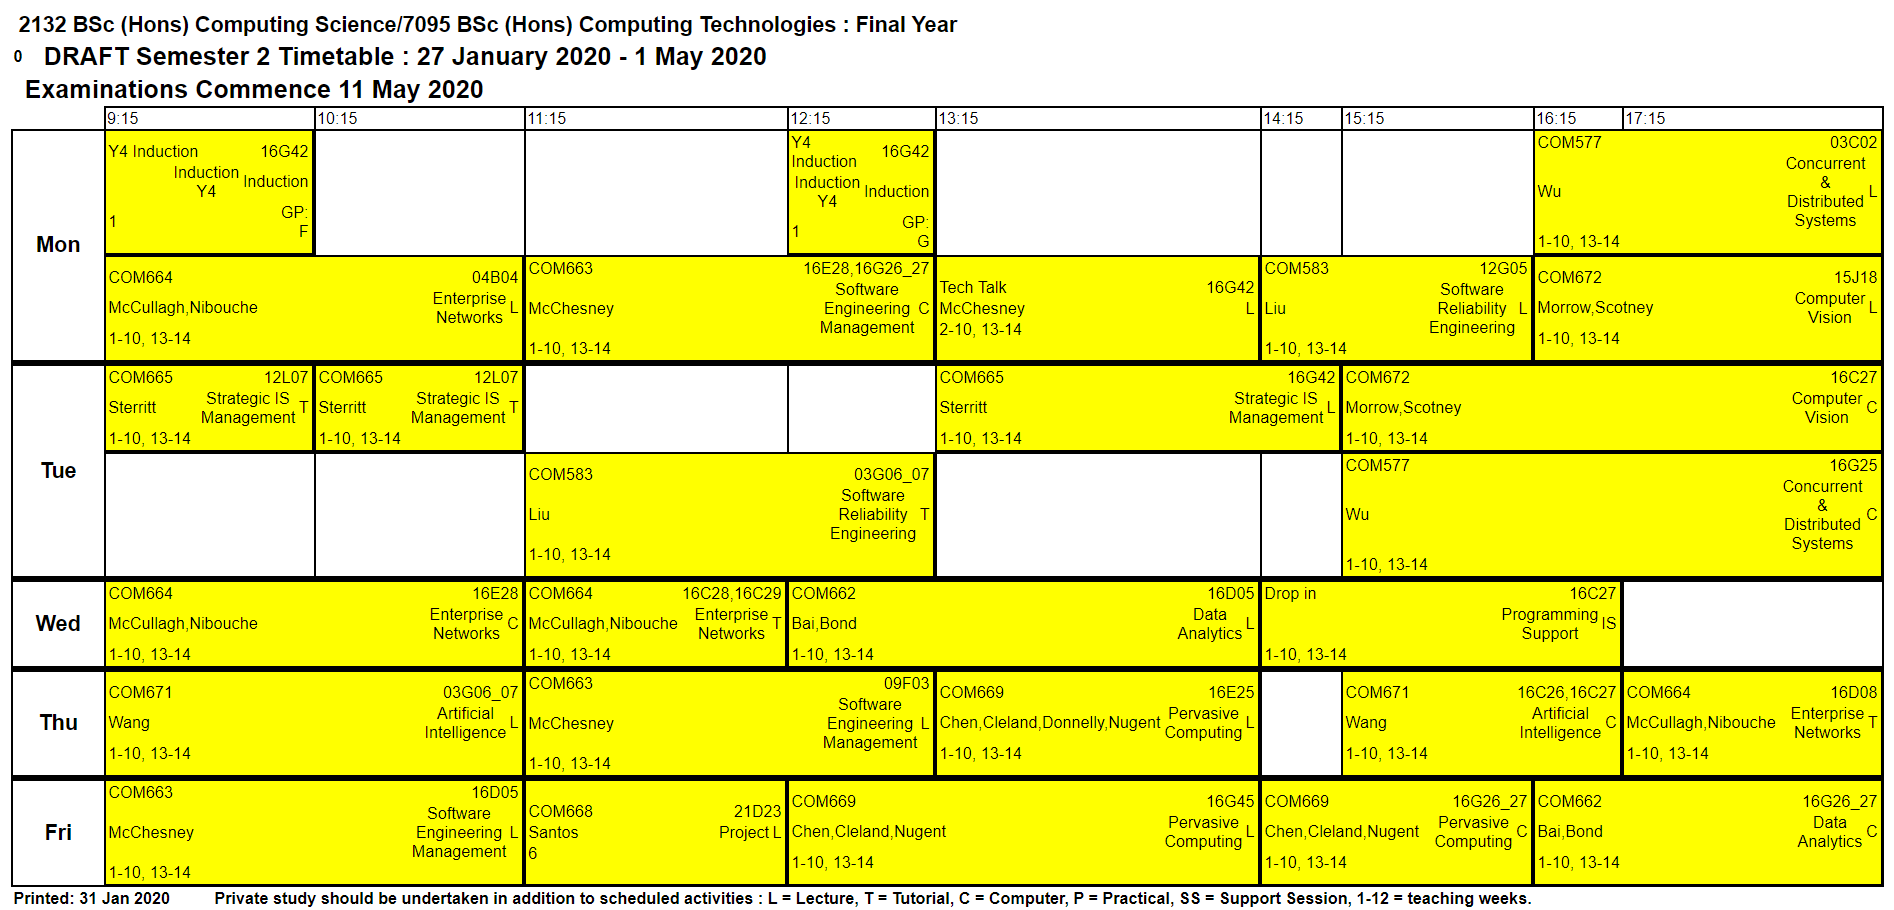 2132 BSc (Hons) Computing Science/7095 BSc (Hons) Computing Technologies : Final Year
0 DRAFT Semester 2 Timetable : 27 January 2020 - 1 May 2020
Examinations Commence 11 May 2020
9:15 10:15 11:15 12:15 13:15 14:15 15:15 16:15 17:15
Mon
Y4 Induction 16G42
Induction
Y4
Induction
1
GP:
F
Y4
Induction
16G42
Induction
Y4
Induction
1
GP:
G
COM577 03C02
Wu
Concurrent
&
Distributed
Systems
L
1-10, 13-14
COM664 04B04
McCullagh,Nibouche
Enterprise
Networks
L
1-10, 13-14
COM663 16E28,16G26_27
McChesney
Software
Engineering
Management
C
1-10, 13-14
Tech Talk 16G42
McChesney L
2-10, 13-14
COM583 12G05
Liu
Software
Reliability
Engineering
L
1-10, 13-14
COM672 15J18
Morrow,Scotney
Computer
Vision
L
1-10, 13-14
Tue
COM665 12L07
Sterritt
Strategic IS
Management
T
1-10, 13-14
COM665 12L07
Sterritt
Strategic IS
Management
T
1-10, 13-14
COM665 16G42
Sterritt
Strategic IS
Management
L
1-10, 13-14
COM672 16C27
Morrow,Scotney
Computer
Vision
C
1-10, 13-14
COM583 03G06_07
Liu
Software
Reliability
Engineering
T
1-10, 13-14
COM577 16G25
Wu
Concurrent
&
Distributed
Systems
C
1-10, 13-14
Wed
COM664 16E28
McCullagh,Nibouche
Enterprise
Networks
C
1-10, 13-14
COM664 16C28,16C29
McCullagh,Nibouche
Enterprise
Networks
T
1-10, 13-14
COM662 16D05
Bai,Bond
Data
Analytics
L
1-10, 13-14
Drop in 16C27
Programming
Support
IS
1-10, 13-14
Thu
COM671 03G06_07
Wang
Artificial
Intelligence
L
1-10, 13-14
COM663 09F03
McChesney
Software
Engineering
Management
L
1-10, 13-14
COM669 16E25
Chen,Cleland,Donnelly,Nugent
Pervasive
Computing
L
1-10, 13-14
COM671 16C26,16C27
Wang
Artificial
Intelligence
C
1-10, 13-14
COM664 16D08
McCullagh,Nibouche
Enterprise
Networks
T
1-10, 13-14
Fri
COM663 16D05
McChesney
Software
Engineering
Management
L
1-10, 13-14
COM668 21D23
Santos Project L
6
COM669 16G45
Chen,Cleland,Nugent
Pervasive
Computing
L
1-10, 13-14
COM669 16G26_27
Chen,Cleland,Nugent
Pervasive
Computing
C
1-10, 13-14
COM662 16G26_27
Bai,Bond
Data
Analytics
C
1-10, 13-14
Printed: 31 Jan 2020 Private study should be undertaken in addition to scheduled activities : L = Lecture, T = Tutorial, C = Computer, P = Practical, SS = Support Session, 1-12 = teaching weeks.